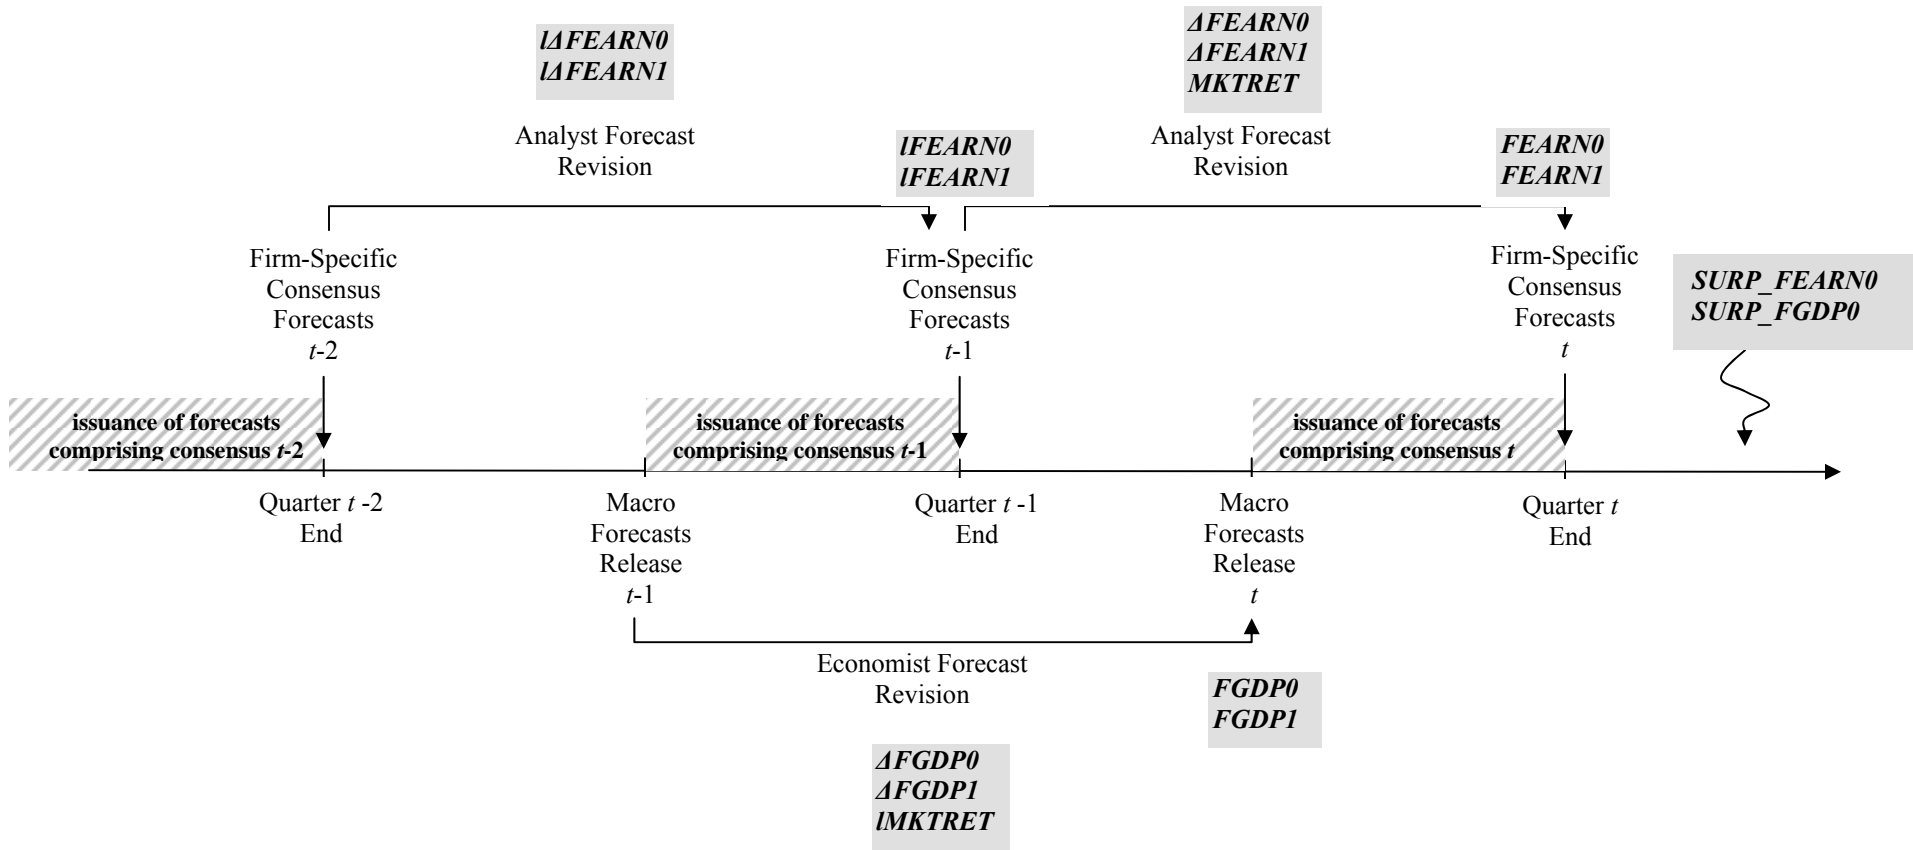 lΔFEARN0
lΔFEARN1
ΔFEARN0
ΔFEARN1
MKTRET
Analyst Forecast
Revision
lFEARN0
lFEARN1
Analyst Forecast
Revision
FEARN0
FEARN1
Firm-Specific
Consensus
Forecasts
t-2
Firm-Specific
Consensus
Forecasts
t-1
Firm-Specific
Consensus
Forecasts
t
SURP_FEARN0
SURP_FGDP0
issuance of forecasts
comprising consensus t-2
issuance of forecasts
comprising consensus t-1
issuance of forecasts
comprising consensus t
Quarter t -2
End
Macro
Forecasts
Release
t-1
Quarter t -1
End
Macro
Forecasts
Release
t
Quarter t
End
Economist Forecast
Revision
FGDP0
FGDP1
ΔFGDP0
ΔFGDP1
lMKTRET